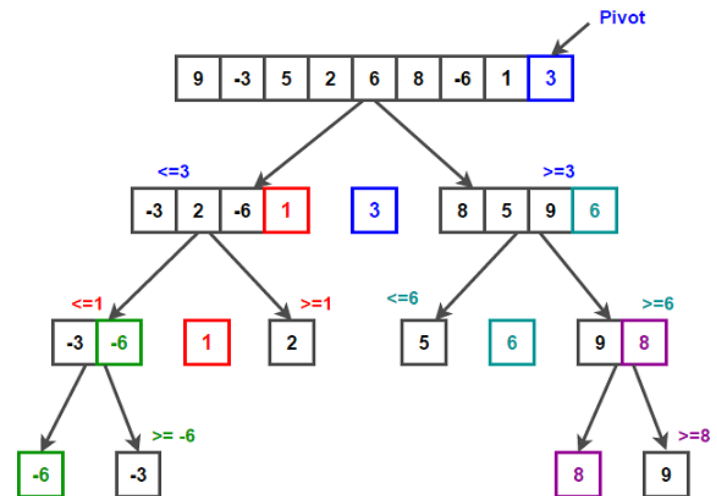 Pivot
9 -3 5 2 6 8 -6 1 3
<=3 >=3
-3 2 -6 1 3 8 5 9 6
<=1 >=1 <=6 >=6
-3 -6 1 2 5 6 9 8
>= -6 >=8
-6 -3 8 9